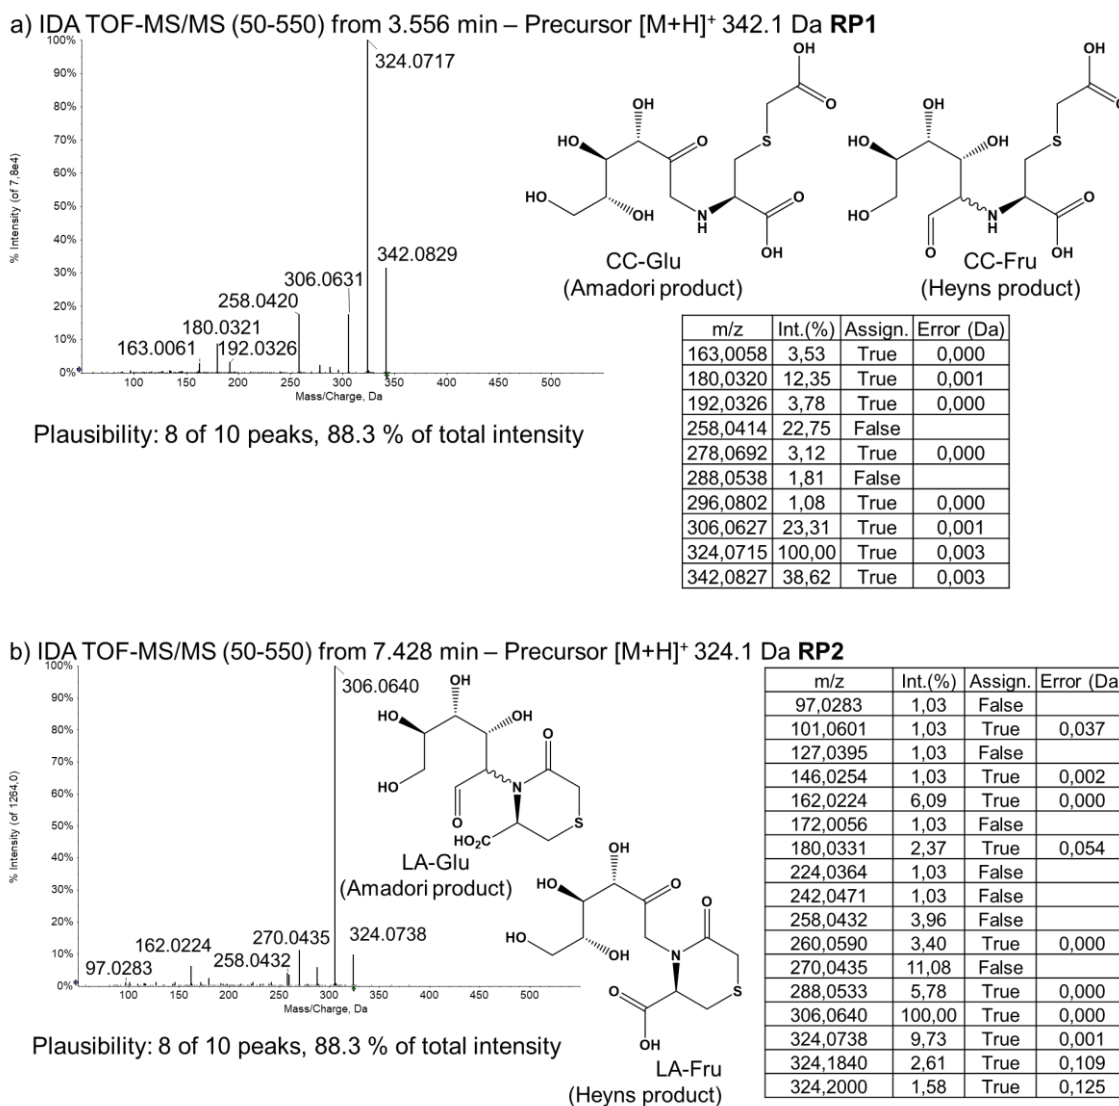 a) IDA TOF-MS/MS (50-550) from 3.556 min – Precursor [M+H]⁺ 342.1 Da RP1
% Intensity (of 7,8e4)
100%
90%
80%
70%
60%
50%
40%
30%
20%
10%
0%
324.0717
342.0829
306.0631
258.0420
180.0321
163.0061
192.0326
100 150 200 250 300 350 400 450 500
Mass/Charge, Da
OH
O
S
OH
HO
O
HO
OH
N
H
O
OH
CC-Glu
(Amadori product)
OH
O
S
OH
HO
OH
HO
O
N
H
O
OH
CC-Fru
(Heyns product)
Plausibility: 8 of 10 peaks, 88.3 % of total intensity
m/z Int.(%) Assign. Error (Da)
163,0058 3,53 True 0,000
180,0320 12,35 True 0,001
192,0326 3,78 True 0,000
258,0414 22,75 False
278,0692 3,12 True 0,000
288,0538 1,81 False
296,0802 1,08 True 0,000
306,0627 23,31 True 0,001
324,0715 100,00 True 0,003
342,0827 38,62 True 0,003
b) IDA TOF-MS/MS (50-550) from 7.428 min – Precursor [M+H]⁺ 324.1 Da RP2
% Intensity (of 1264,0)
100%
90%
80%
70%
60%
50%
40%
30%
20%
10%
0%
306.0640
324.0738
270.0435
258.0432
162.0224
97.0283
100 150 200 250 300 350 400 450 500
Mass/Charge, Da
OH
HO
OH
O
HO
N
O
S
HO₂C
LA-Glu
(Amadori product)
OH
HO
O
O
HO
OH
N
O
S
OH
LA-Fru
(Heyns product)
Plausibility: 8 of 10 peaks, 88.3 % of total intensity
m/z Int.(%) Assign. Error (Da
97,0283 1,03 False
101,0601 1,03 True 0,037
127,0395 1,03 False
146,0254 1,03 True 0,002
162,0224 6,09 True 0,000
172,0056 1,03 False
180,0331 2,37 True 0,054
224,0364 1,03 False
242,0471 1,03 False
258,0432 3,96 False
260,0590 3,40 True 0,000
270,0435 11,08 False
288,0533 5,78 True 0,000
306,0640 100,00 True 0,000
324,0738 9,73 True 0,001
324,1840 2,61 True 0,109
324,2000 1,58 True 0,125